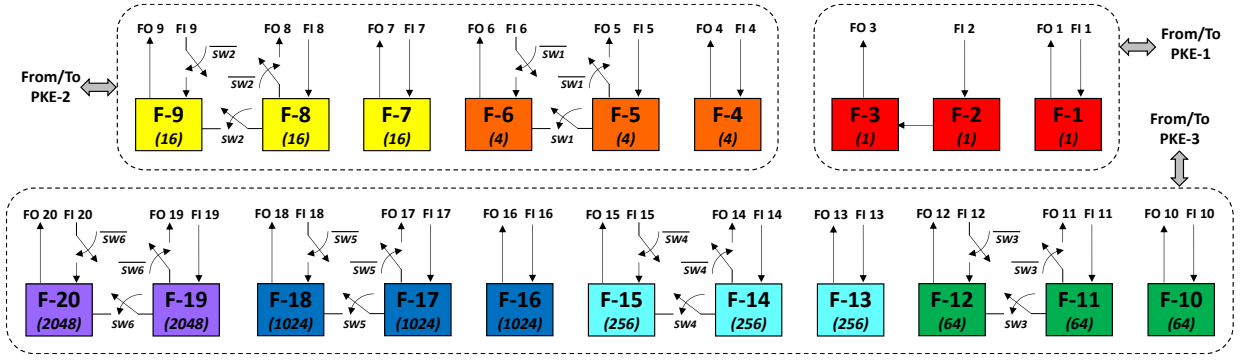 FO 9 FI 9 FO 8 FI 8 FO 7 FI 7 FO 6 FI 6 FO 5 FI 5 FO 4 FI 4 FO 3 FI 2 FO 1 FI 1
SW2 SW1
From/To
PKE-1
From/To
PKE-2
SW2 SW1
F-9 F-8 F-7 F-6 F-5 F-4 F-3 F-2 F-1
(16) (16) (16) (4) (4) (4) (1) (1) (1)
SW2 SW1
From/To
PKE-3
FO 20 FI 20 FO 19 FI 19 FO 18 FI 18 FO 17 FI 17 FO 16 FI 16 FO 15 FI 15 FO 14 FI 14 FO 13 FI 13 FO 12 FI 12 FO 11 FI 11 FO 10 FI 10
SW6 SW5 SW4 SW3
SW6 SW5 SW4 SW3
F-20 F-19 F-18 F-17 F-16 F-15 F-14 F-13 F-12 F-11 F-10
(2048) (2048) (1024) (1024) (1024) (256) (256) (256) (64) (64) (64)
SW6 SW5 SW4 SW3